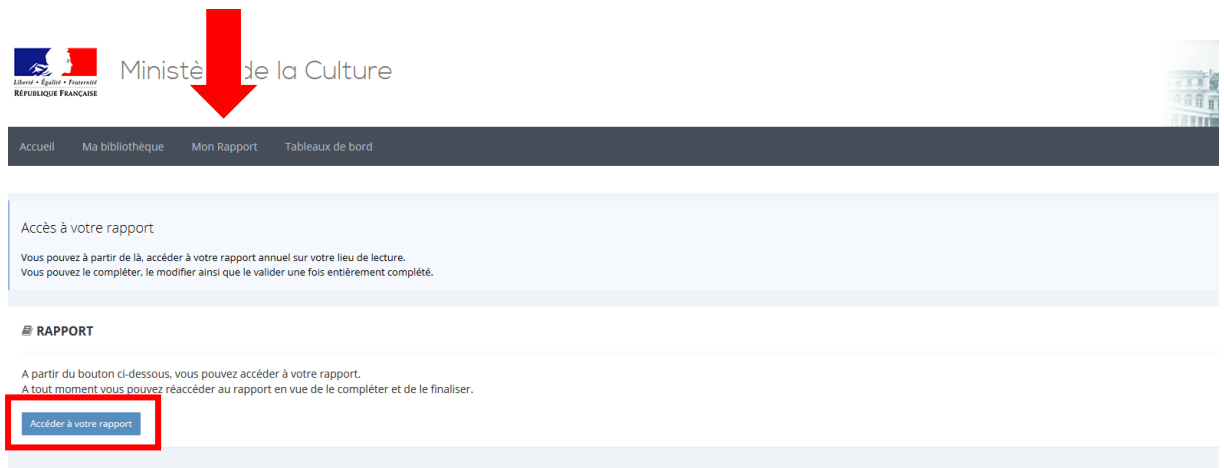 Liberté • Égalité • Fraternité
RÉPUBLIQUE FRANÇAISE
Ministè de la Culture
Accueil Ma bibliothèque Mon Rapport Tableaux de bord
Accès à votre rapport
Vous pouvez à partir de là, accéder à votre rapport annuel sur votre lieu de lecture.
Vous pouvez le compléter, le modifier ainsi que le valider une fois entièrement complété.
RAPPORT
A partir du bouton ci-dessous, vous pouvez accéder à votre rapport.
A tout moment vous pouvez réaccéder au rapport en vue de le compléter et de le finaliser.
Accéder à votre rapport